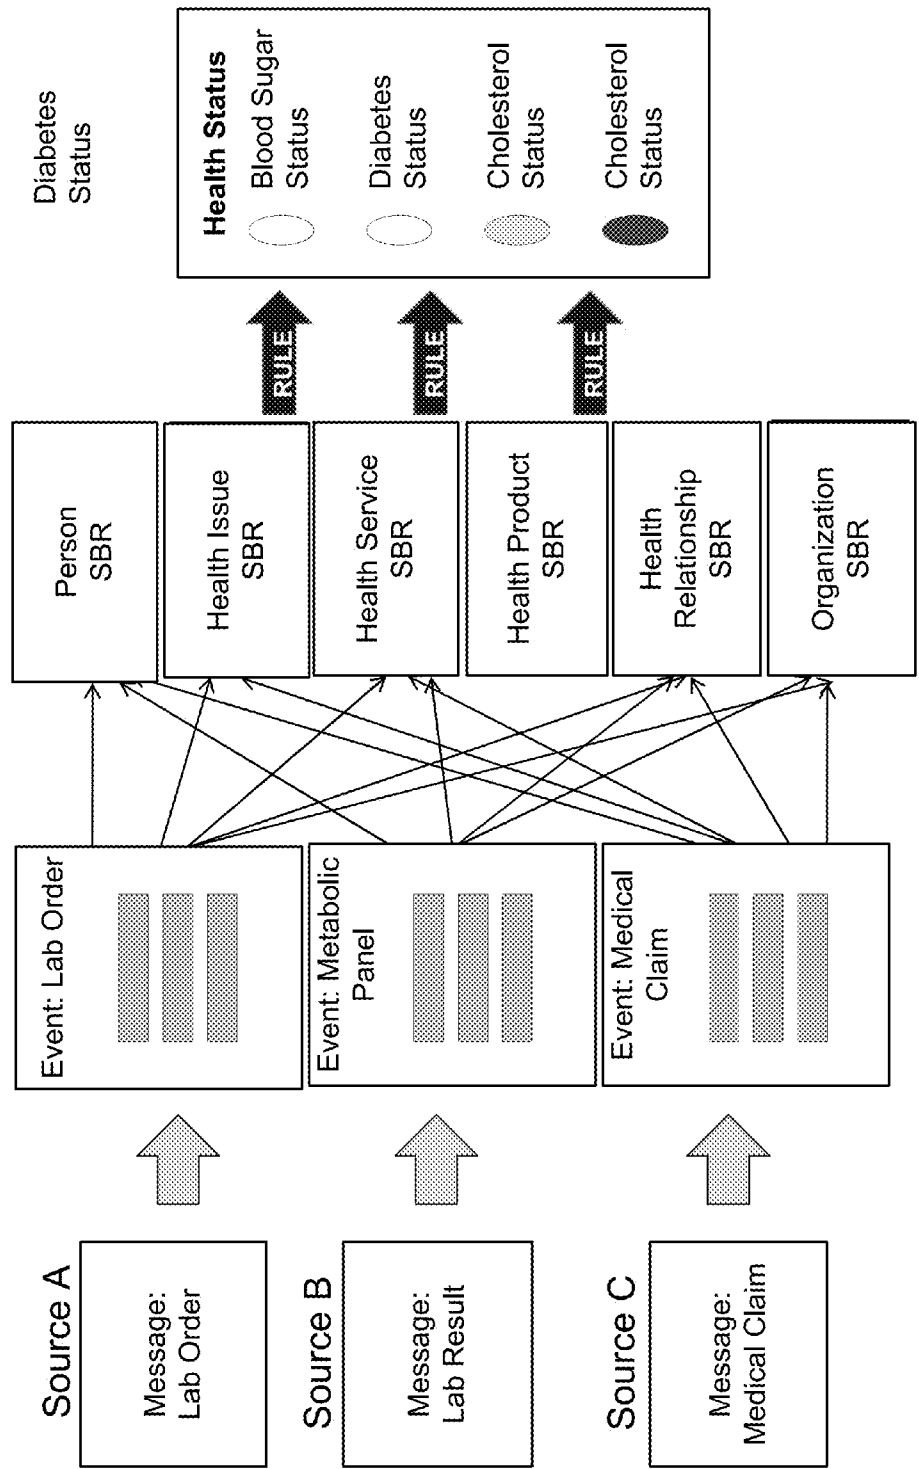 Source A
Message:
Lab Order
Source B
Message:
Lab Result
Source C
Message:
Medical Claim
Event: Lab Order
Event: Metabolic
Panel
Event: Medical
Claim
Person
SBR
Health Issue
SBR
Health Service
SBR
Health Product
SBR
Health
Relationship
SBR
Organization
SBR
RULE
RULE
RULE
Diabetes
Status
Health Status
Blood Sugar
Status
Diabetes
Status
Cholesterol
Status
Cholesterol
Status